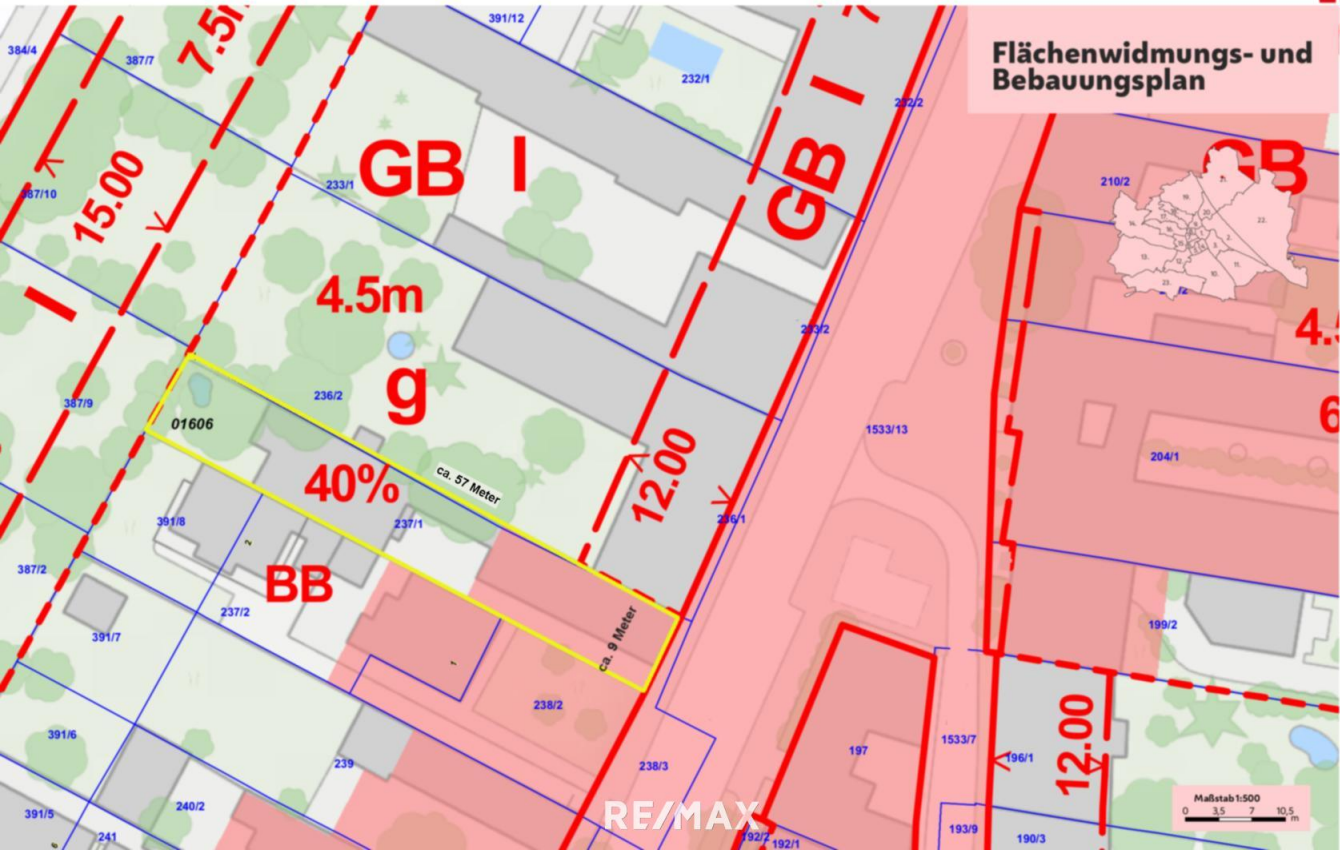 Flächenwidmungs- und
Bebauungsplan
391/12
384/4
387/7
7.5m
232/1
232/2
GB I
GB I
GB
210/2
387/10
15.00
233/1
I
4.5m
233/2
g
236/2
387/9
01606
40%
ca. 57 Meter
12.00
1533/13
204/1
391/8
237/1
236/1
2
387/2
BB
237/2
391/7
ca. 9 Meter
199/2
1
238/2
391/6
239
238/3
197
1533/7
196/1
12.00
240/2
391/5
241
RE/MAX
192/2
192/1
193/9
190/3
Maßstab 1:500
0 3,5 7 10,5
m